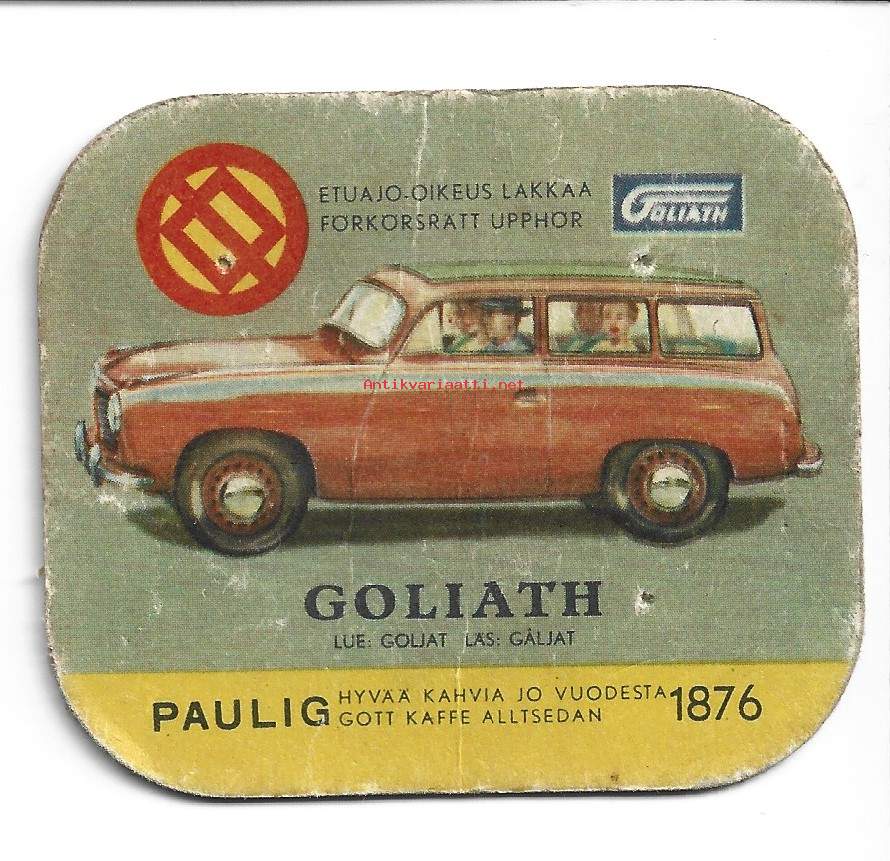 ETUAJO-OIKEUS LAKKAA
FÖRKÖRSRÄTT UPPHÖR
GOLIATH
Antikvariaatti.net
GOLIATH
LUE: GOLJAT LÄS: GÅLJAT
PAULIG HYVÄÄ KAHVIA JO VUODESTA 1876
GOTT KAFFE ALLTSEDAN